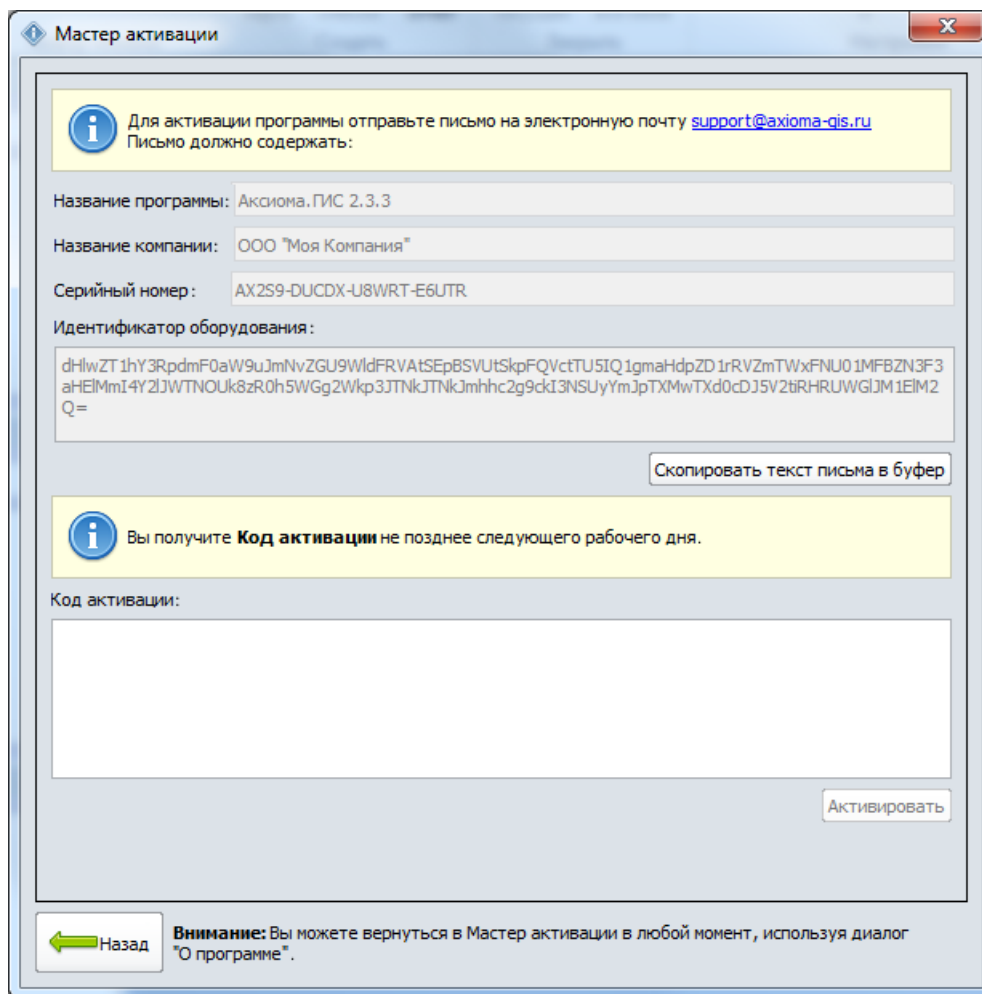 Мастер активации
Для активации программы отправьте письмо на электронную почту support@axioma-gis.ru
Письмо должно содержать:
Название программы: Аксиома.ГИС 2.3.3
Название компании: ООО "Моя Компания"
Серийный номер: AX2S9-DUCDX-U8WRT-E6UTR
Идентификатор оборудования:
dHlwZT1hY3RpdmF0aW9uJmNvZGU9WldFRVAtSEpBSVUtSkpFQVctTU5IQ1gmaHdpZD1rRVZmTWxFNU01MFBZN3F3
aHElMmI4Y2lJWTNOUk8zR0h5WGg2Wkp3JTNkJTNkJmhhc2g9ckI3NSUyYmJpTXMwTXd0cDJ5V2tiRHRUWGlJM1ElM2
Q=
Скопировать текст письма в буфер
Вы получите Код активации не позднее следующего рабочего дня.
Код активации:
Активировать
Назад
Внимание: Вы можете вернуться в Мастер активации в любой момент, используя диалог
"О программе".